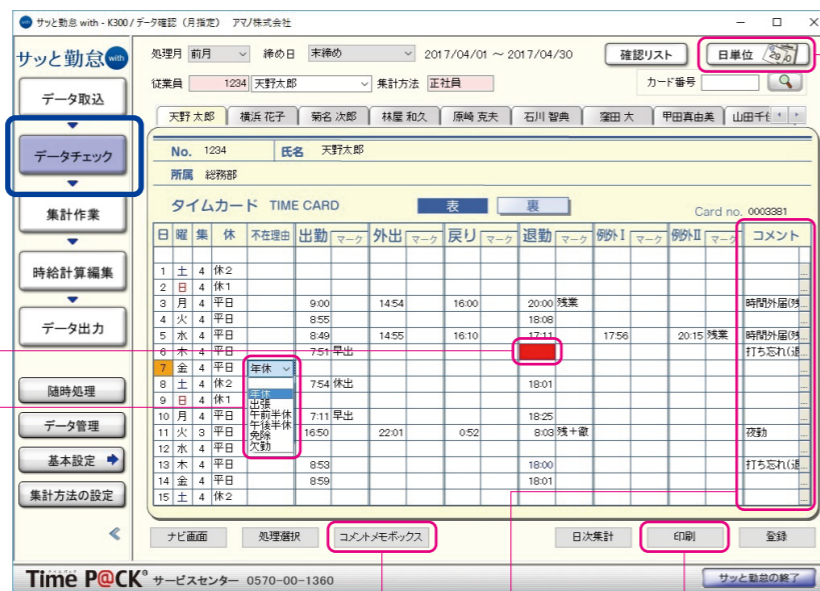 サッと勤怠 with - K300 / データ確認（月指定） アマノ株式会社
サッと勤怠 with
処理月 前月 締め日 末締め 2017/04/01 ～ 2017/04/30 確認リスト 日単位
従業員 1234 天野太郎 集計方法 正社員 カード番号
データ取込
データチェック
集計作業
時給計算編集
データ出力
随時処理
データ管理
基本設定
集計方法の設定
天野 太郎 横浜 花子 菊名 次郎 林屋 和久 原崎 克夫 石川 智典 窪田 大 甲田真由美
No. 1234 氏名 天野太郎
所属 総務部
タイムカード TIME CARD 表 裏 Card no. 0003381
日 曜 集 休 不在理由 出勤 マーク 外出 マーク 戻り マーク 退勤 マーク 例外Ⅰ マーク 例外Ⅱ マーク コメント
1 土 4 休2
2 日 4 休1
3 月 4 平日 9:00 14:54 16:00 20:00 残業 時間外届(残
4 火 4 平日 8:55 18:08
5 水 4 平日 8:49 14:55 16:10 17:11 17:56 20:15 残業 時間外届(残
6 木 4 平日 7:51 早出 打ち忘れ(退
7 金 4 平日 年休
8 土 4 休2 7:54 休出 18:01
9 日 4 休1
10 月 4 平日 7:11 早出 18:25
11 火 3 平日 16:50 22:01 0:52 8:03 残＋徹 夜勤
12 水 4 平日
13 木 4 平日 8:53 18:00 打ち忘れ(退
14 金 4 平日 8:59 18:01
15 土 4 休2
年休
出張
午前半休
午後半休
免除
欠勤
ナビ画面 処理選択 コメントメモボックス 日次集計 印刷 登録
Time P@CK® サービスセンター 0570-00-1360 サッと勤怠の終了